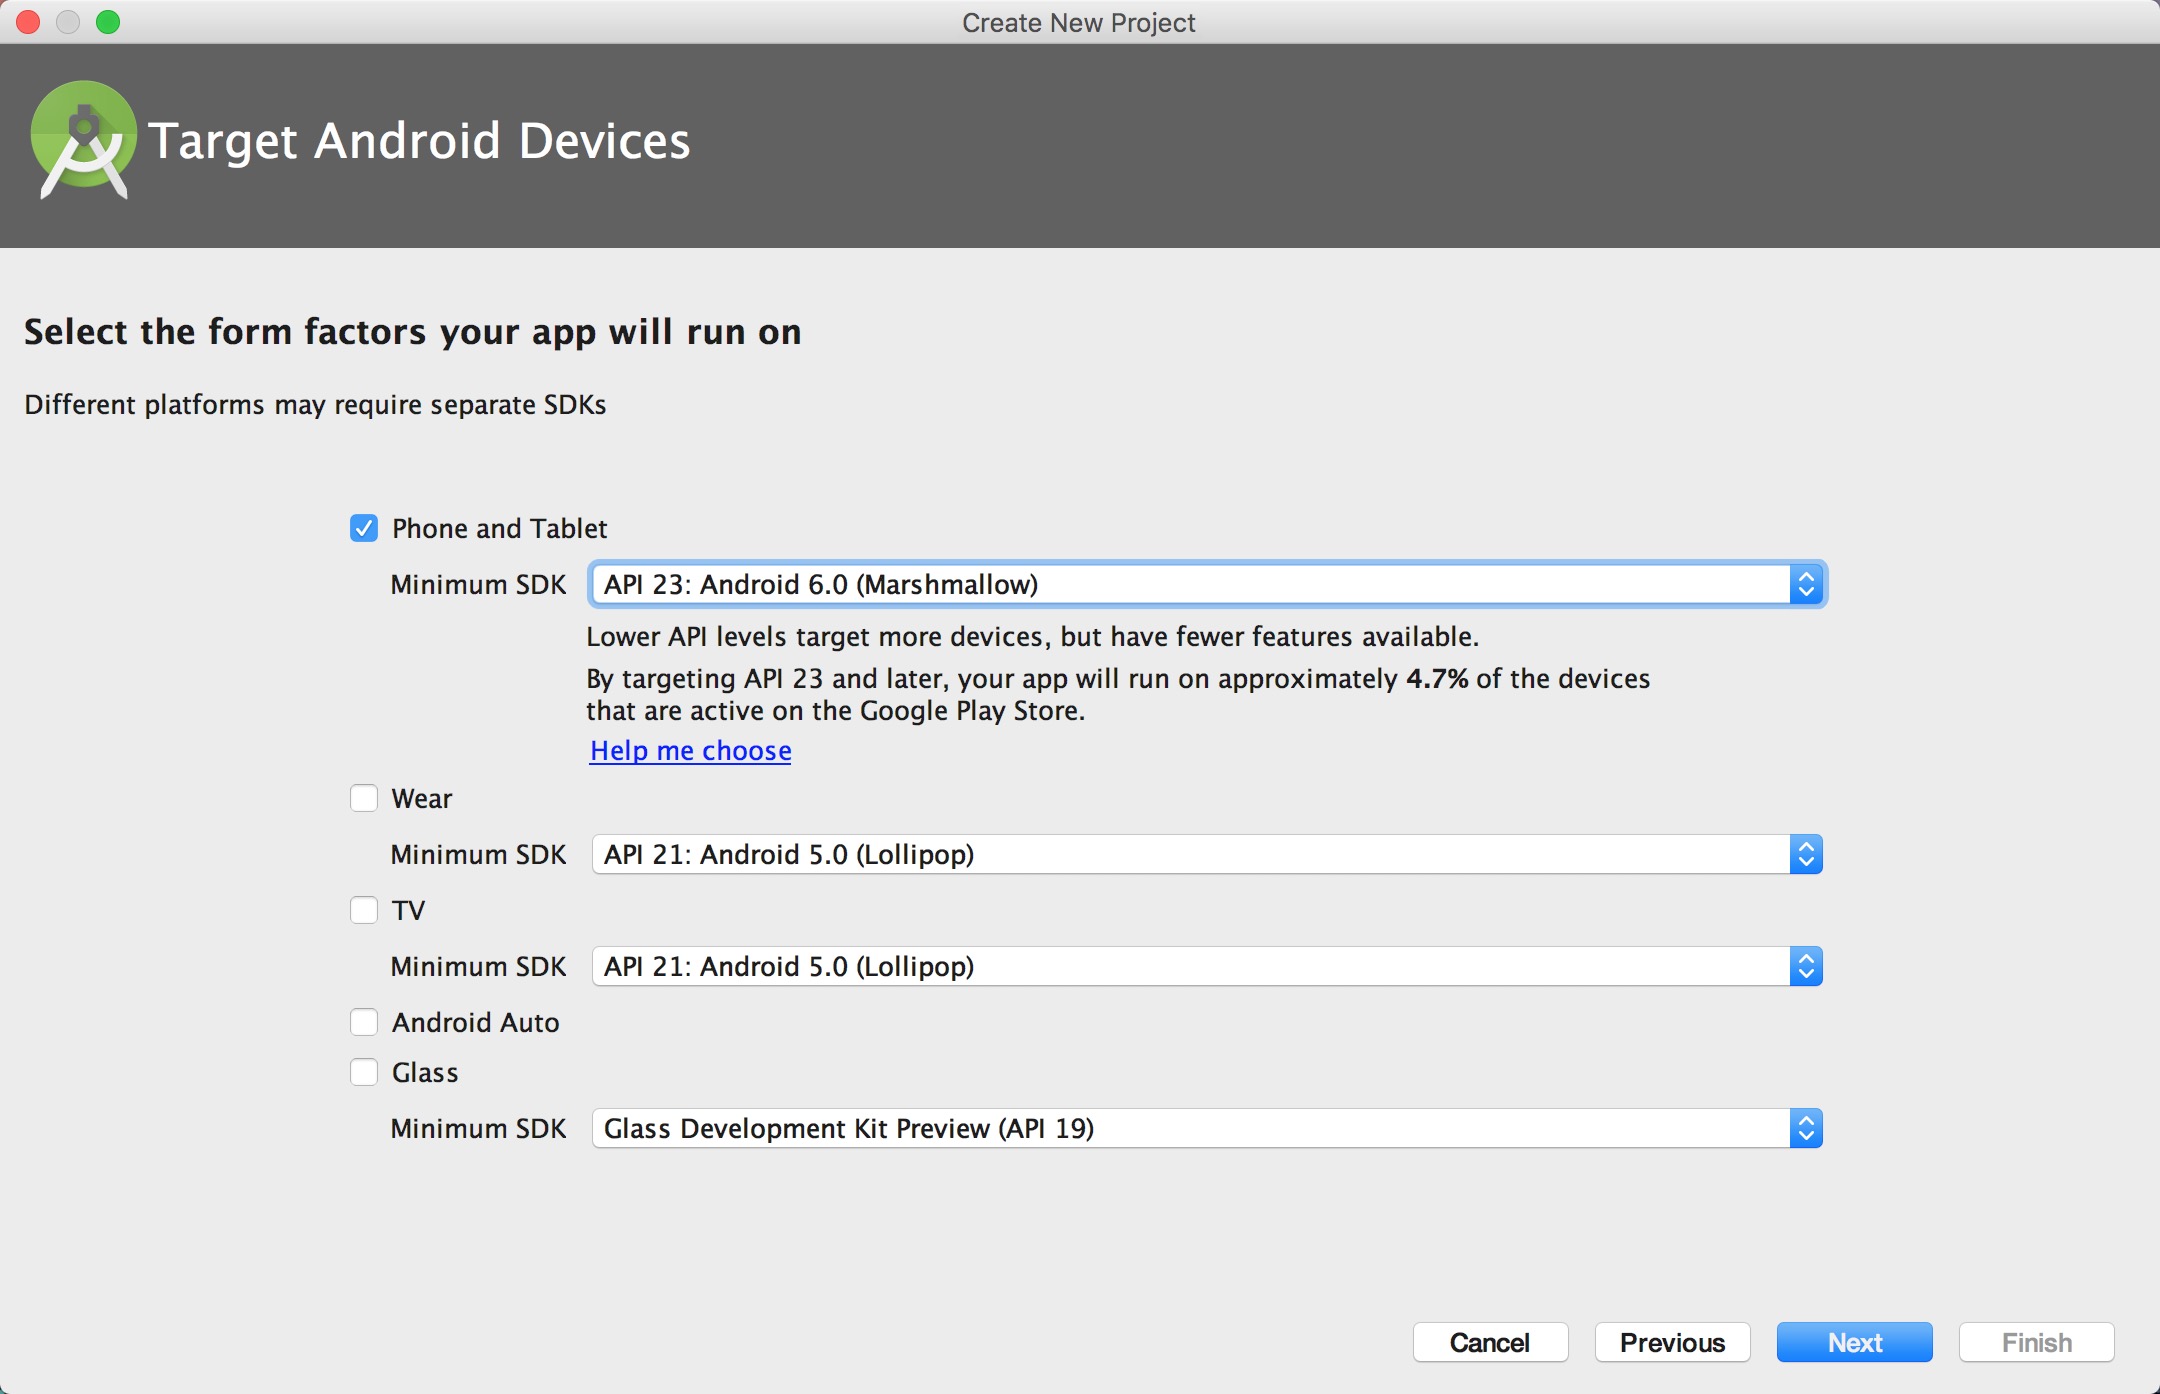 Create New Project
Target Android Devices
Select the form factors your app will run on
Different platforms may require separate SDKs
Phone and Tablet
Minimum SDK API 23: Android 6.0 (Marshmallow)
Lower API levels target more devices, but have fewer features available.
By targeting API 23 and later, your app will run on approximately 4.7% of the devices
that are active on the Google Play Store.
Help me choose
Wear
Minimum SDK API 21: Android 5.0 (Lollipop)
TV
Minimum SDK API 21: Android 5.0 (Lollipop)
Android Auto
Glass
Minimum SDK Glass Development Kit Preview (API 19)
Cancel Previous Next Finish